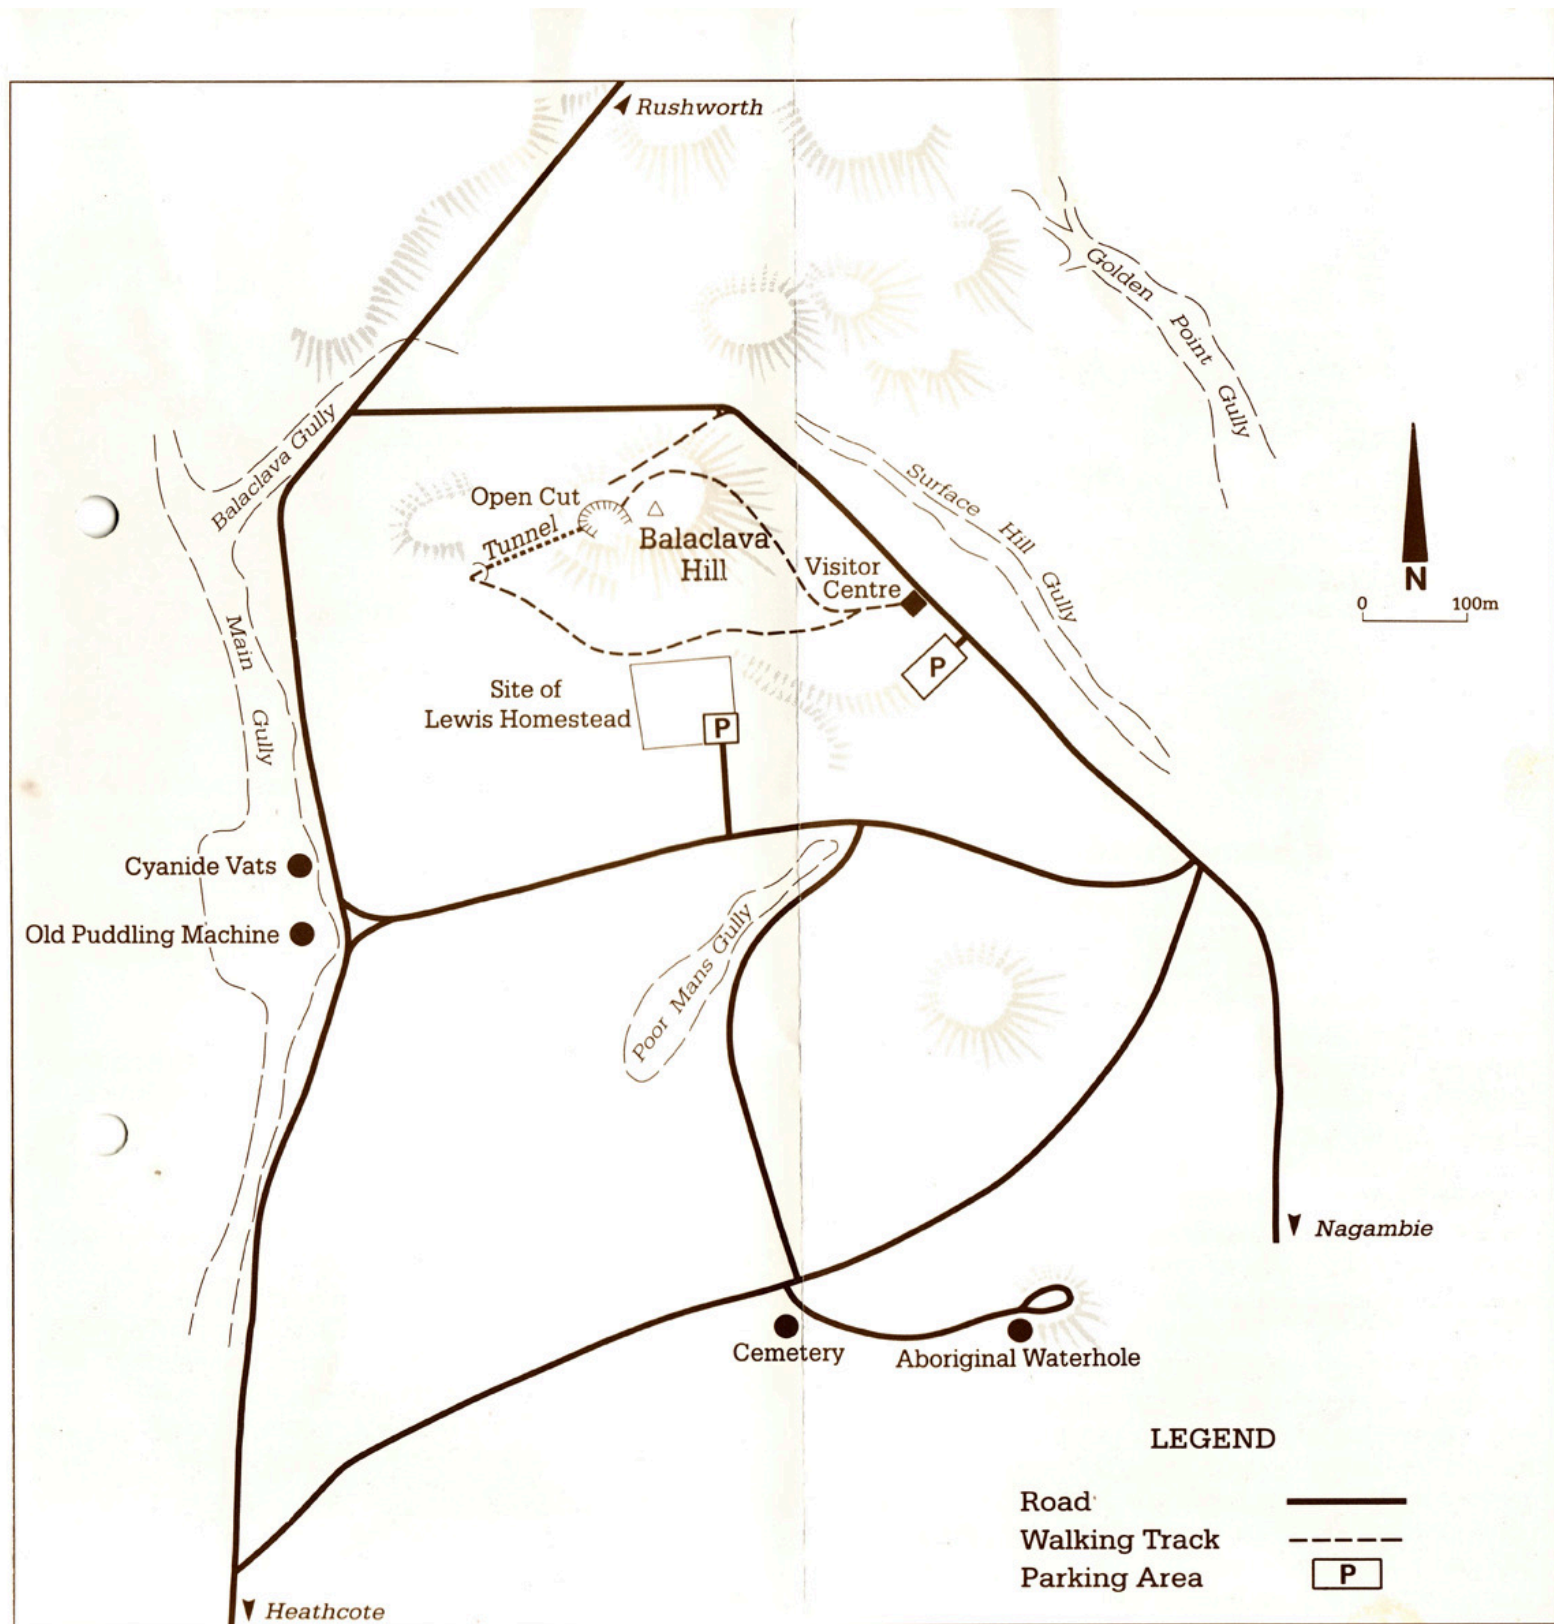 Rushworth
Golden Point Gully
Balaclava Gully
Surface Hill Gully
Open Cut
Tunnel
Balaclava
Hill
Visitor
Centre
N
0 100m
Main Gully
P
Site of
Lewis Homestead
P
Cyanide Vats
Old Puddling Machine
Poor Mans Gully
Nagambie
Cemetery
Aboriginal Waterhole
LEGEND
Road
Walking Track
Parking Area P
Heathcote